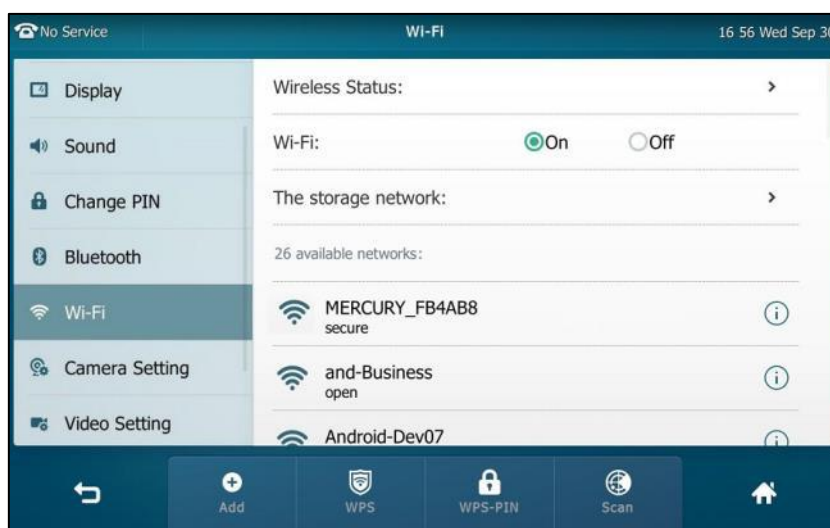 No Service
Wi-Fi
16 56 Wed Sep 30
Display
Sound
Change PIN
Bluetooth
Wi-Fi
Camera Setting
Video Setting
Wireless Status:
Wi-Fi: On Off
The storage network:
26 available networks:
MERCURY_FB4AB8
secure
and-Business
open
Android-Dev07
Add
WPS
WPS-PIN
Scan